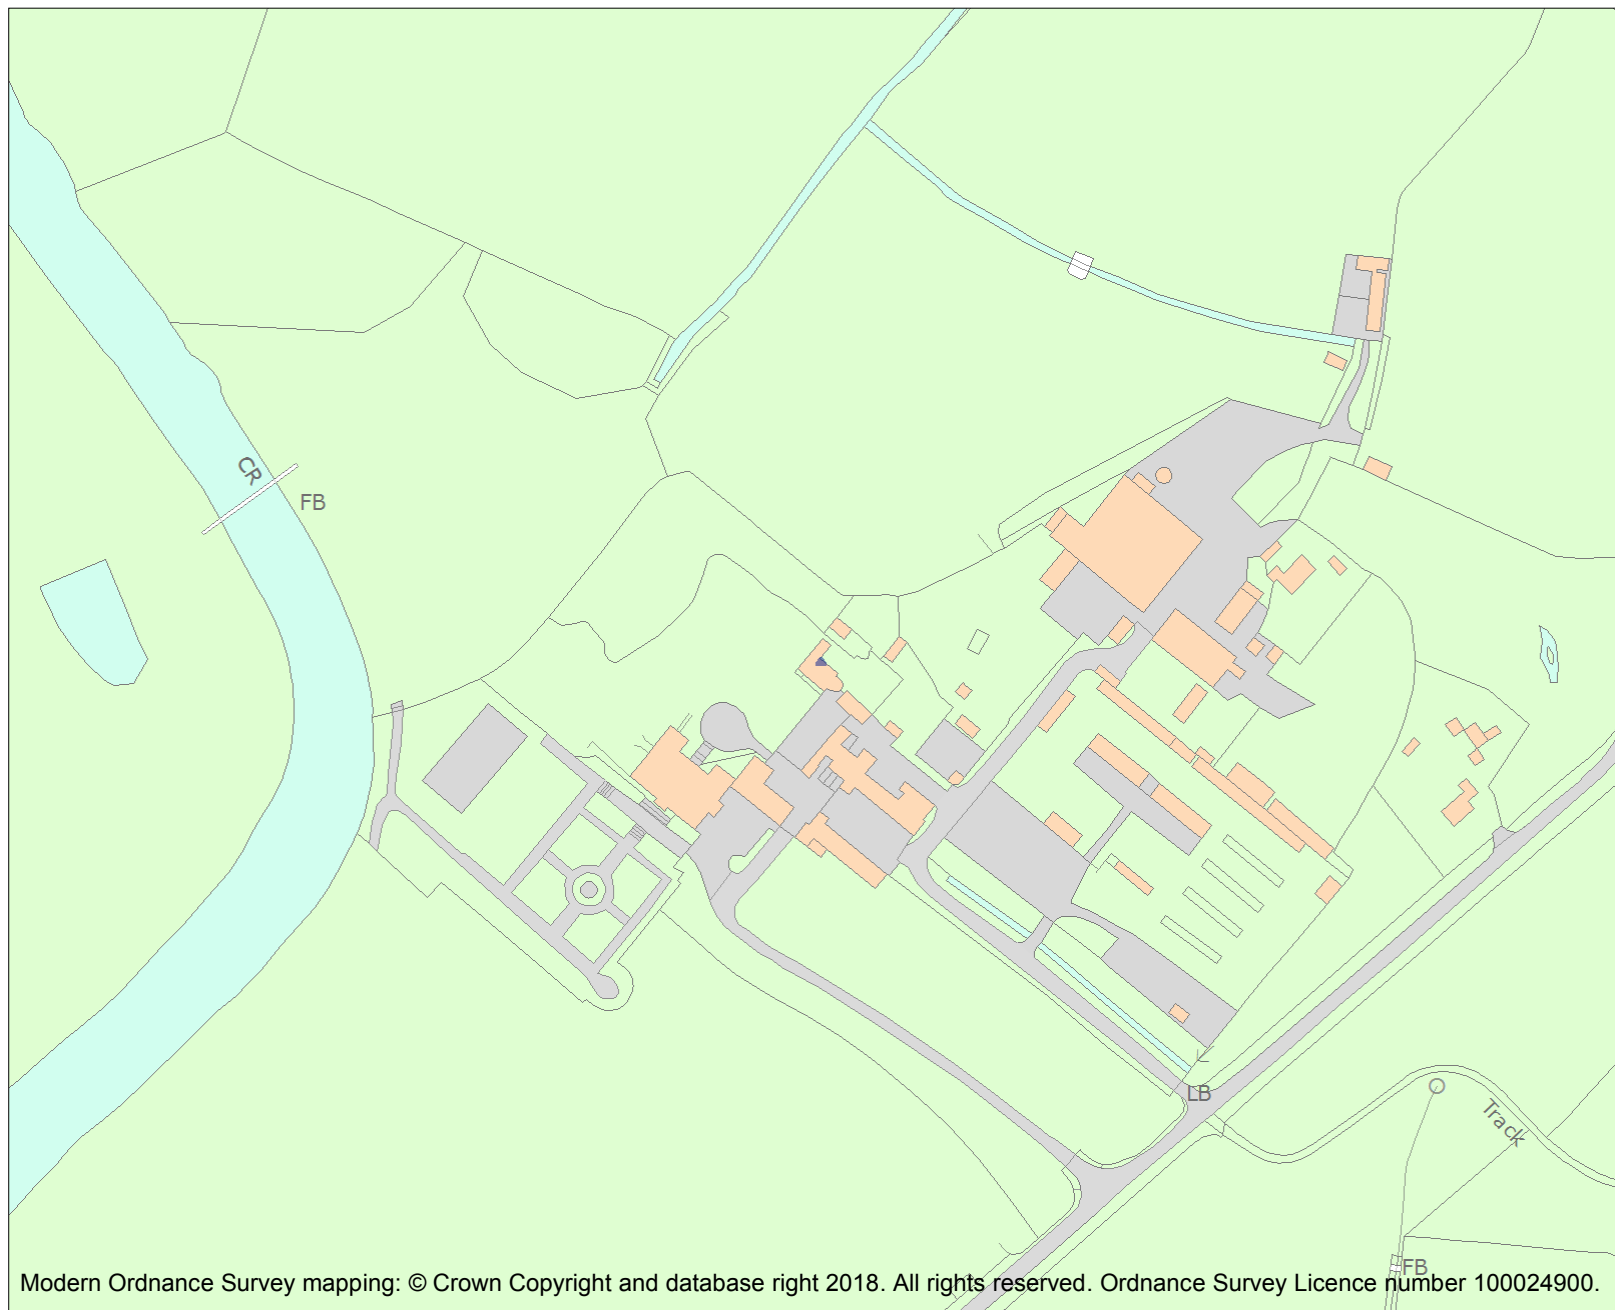 CR
FB
LB
Track
FB
Modern Ordnance Survey mapping: © Crown Copyright and database right 2018. All rights reserved. Ordnance Survey Licence number 100024900.